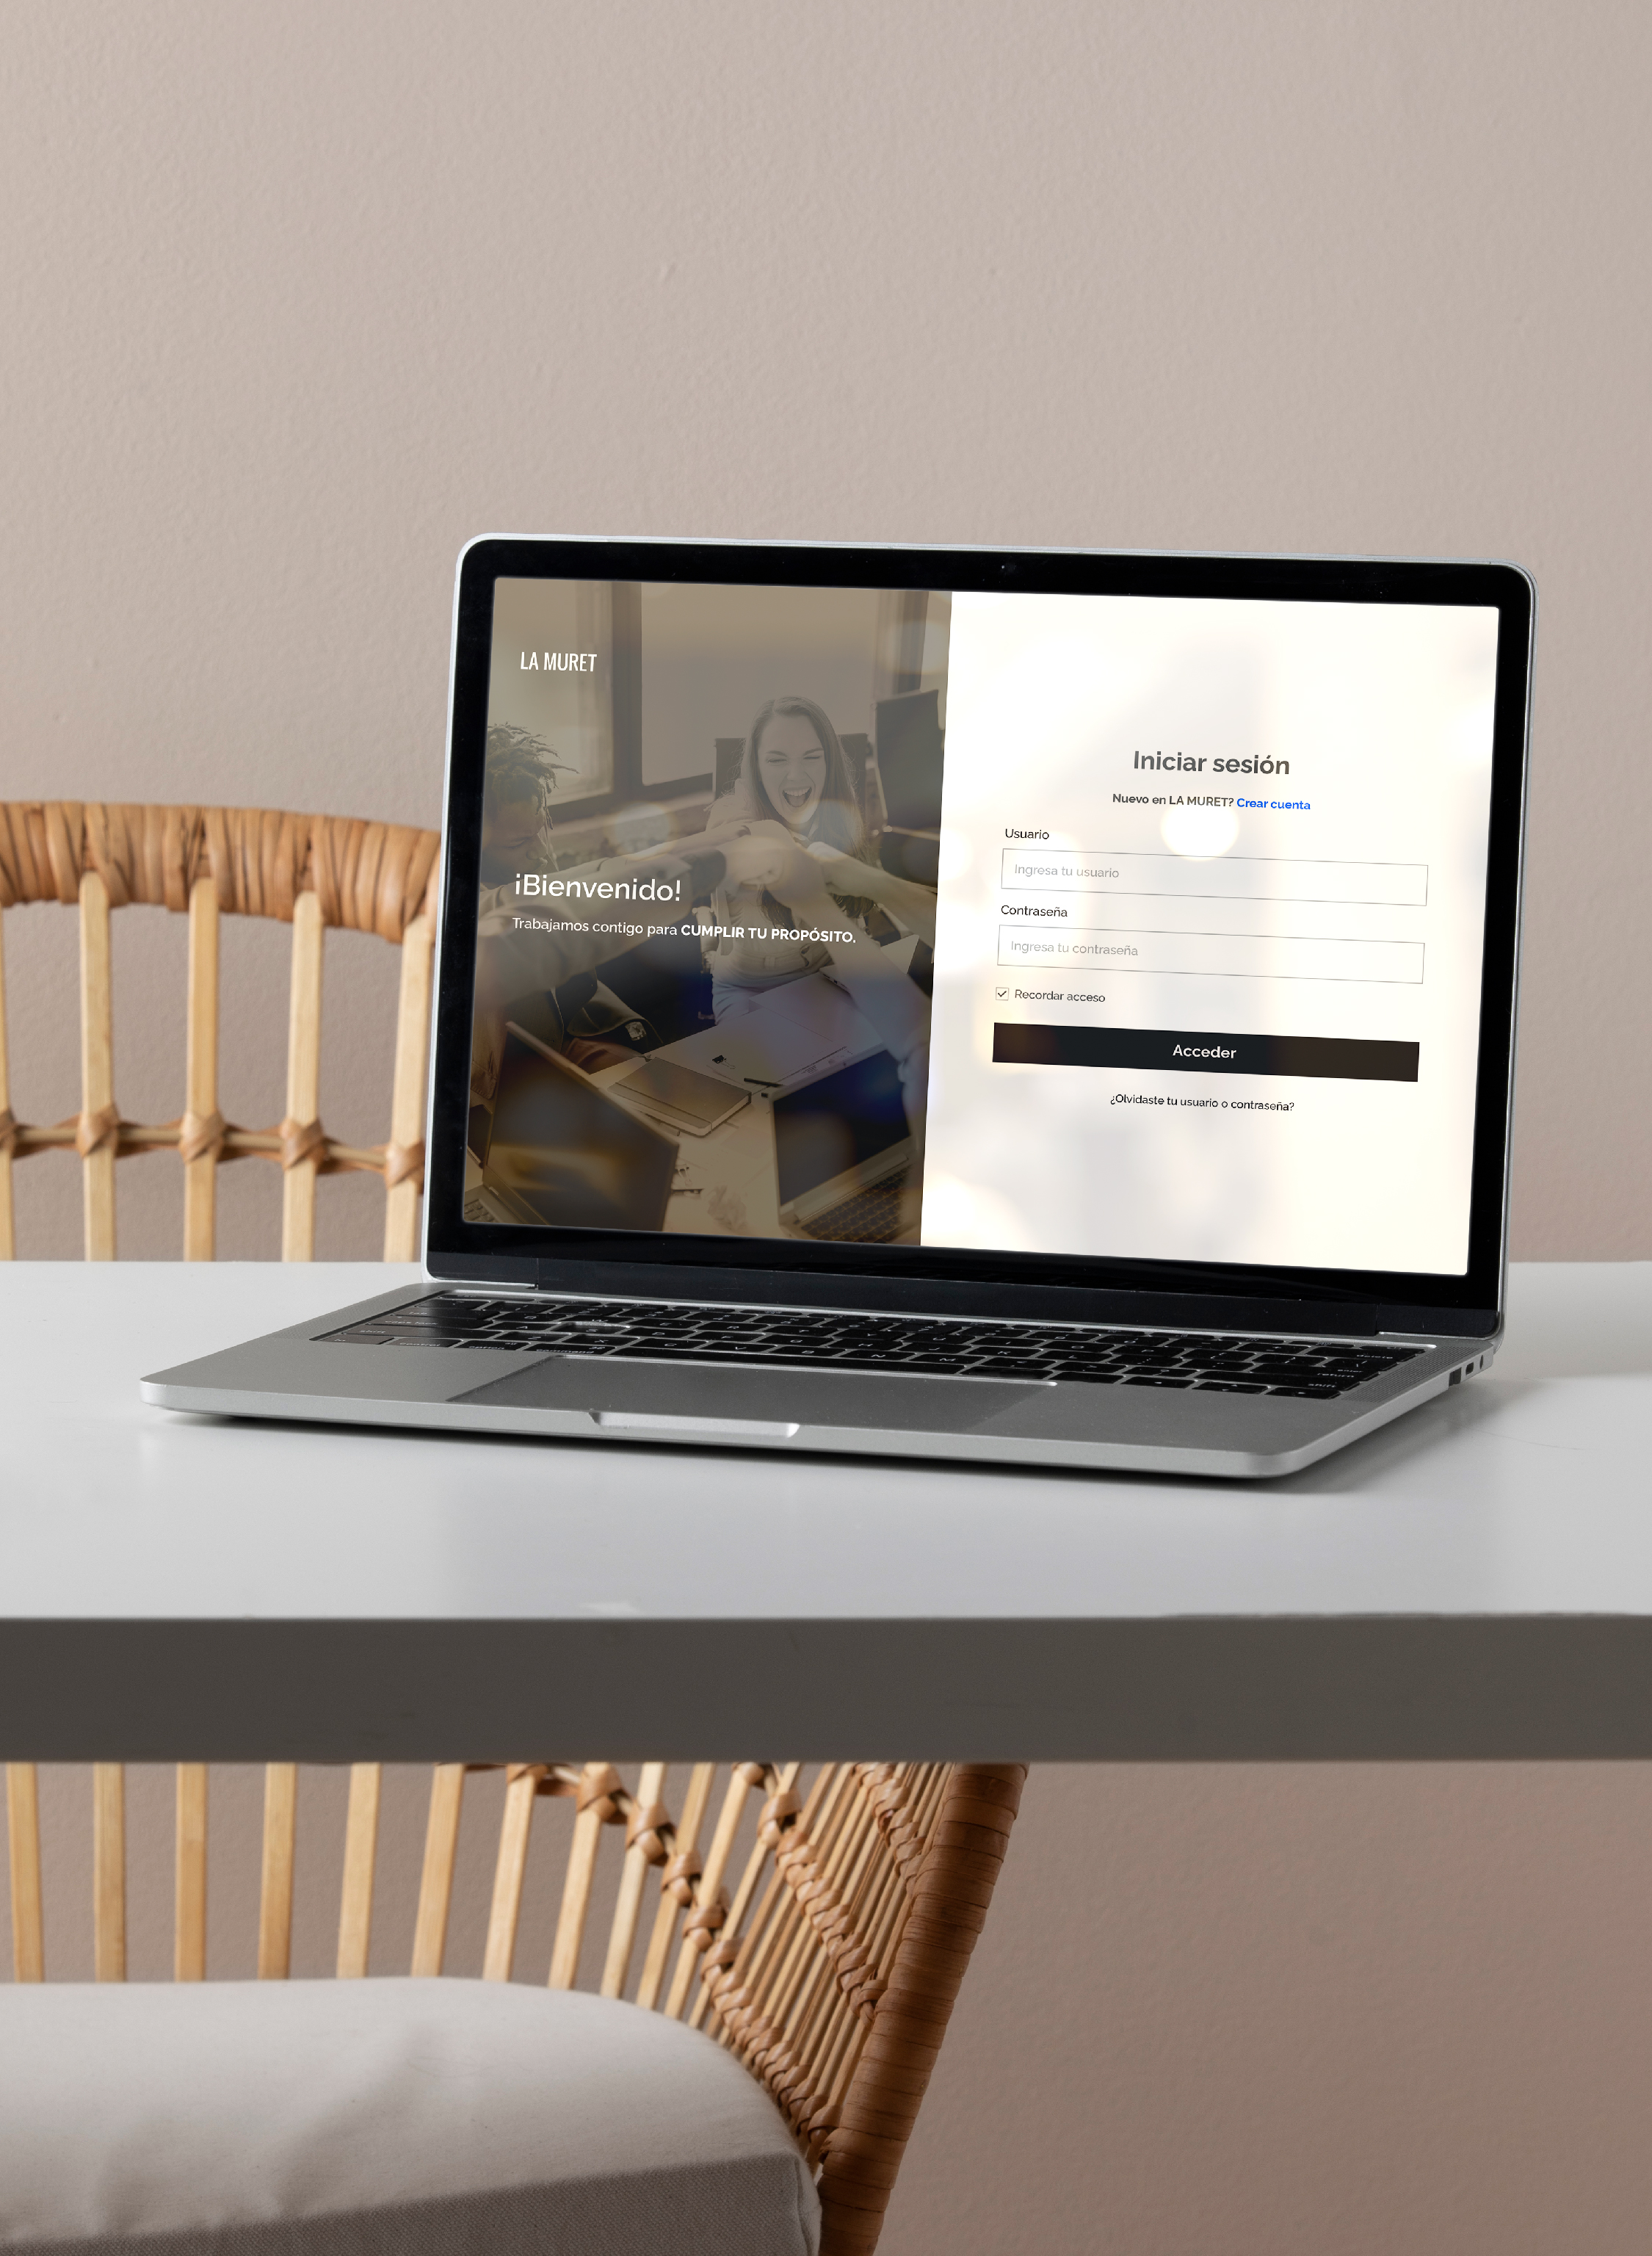 LA MURET
¡Bienvenido!
Trabajamos contigo para CUMPLIR TU PROPÓSITO.
Iniciar sesión
Nuevo en LA MURET? Crear cuenta
Usuario
Ingresa tu usuario
Contraseña
Ingresa tu contraseña
Recordar acceso
Acceder
¿Olvidaste tu usuario o contraseña?